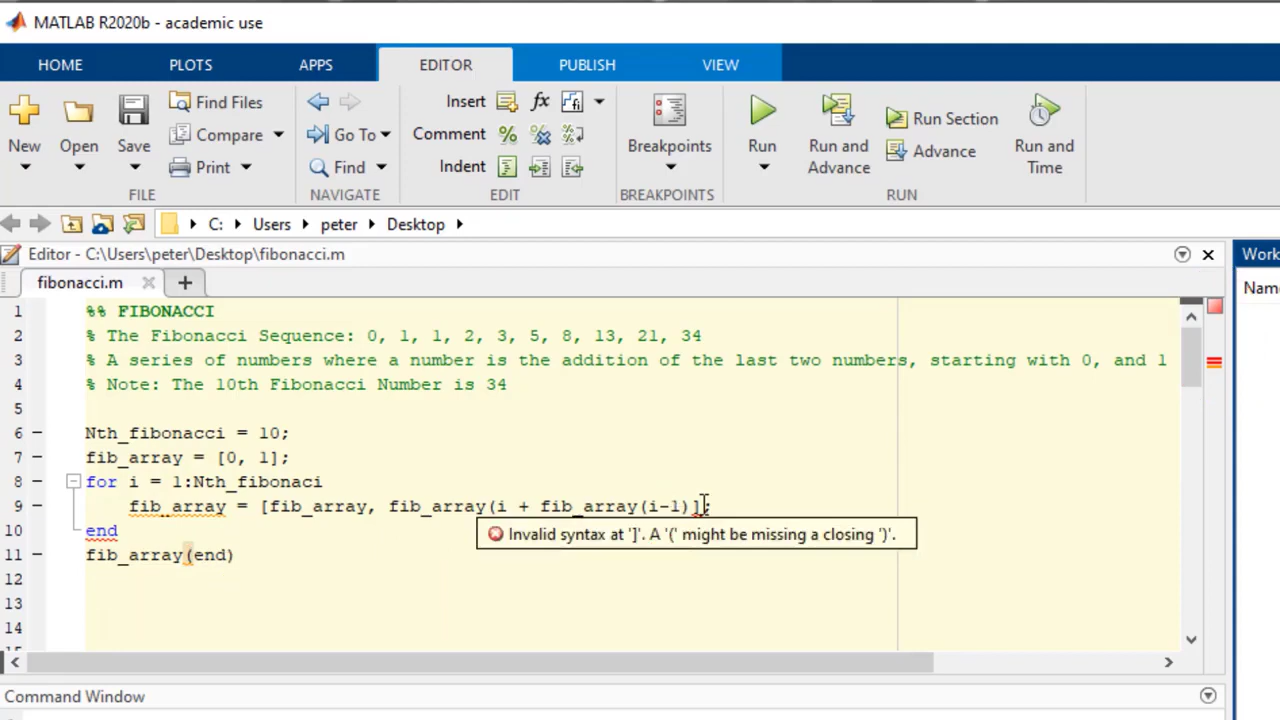 MATLAB R2020b - academic use
HOME PLOTS APPS EDITOR PUBLISH VIEW
New Open Save Find Files Compare Print FILE
Go To Find NAVIGATE
Insert fx Comment % Indent EDIT
Breakpoints BREAKPOINTS
Run Run and Advance Run Section Advance Run and Time RUN
C: Users peter Desktop
Editor - C:\Users\peter\Desktop\fibonacci.m
Work
fibonacci.m +
Name
1 %% FIBONACCI
2 % The Fibonacci Sequence: 0, 1, 1, 2, 3, 5, 8, 13, 21, 34
3 % A series of numbers where a number is the addition of the last two numbers, starting with 0, and 1
4 % Note: The 10th Fibonacci Number is 34
5
6 Nth_fibonacci = 10;
7 fib_array = [0, 1];
8 for i = 1:Nth_fibonaci
9 fib_array = [fib_array, fib_array(i + fib_array(i-1)];
Invalid syntax at ']'. A '(' might be missing a closing ')'.
10 end
11 fib_array(end)
12
13
14
Command Window